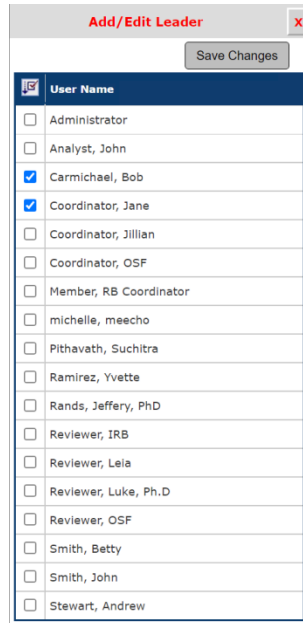 Add/Edit Leader
X
Save Changes
User Name
Administrator
Analyst, John
Carmichael, Bob
Coordinator, Jane
Coordinator, Jillian
Coordinator, OSF
Member, RB Coordinator
michelle, meecho
Pithavath, Suchitra
Ramirez, Yvette
Rands, Jeffery, PhD
Reviewer, IRB
Reviewer, Leia
Reviewer, Luke, Ph.D
Reviewer, OSF
Smith, Betty
Smith, John
Stewart, Andrew